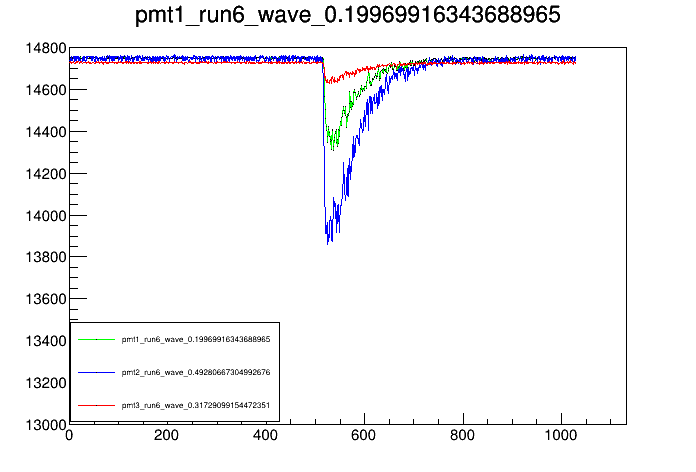 pmt1_run6_wave_0.19969916343688965
14800
14600
14400
14200
14000
13800
13600
13400
13200
13000
pmt1_run6_wave_0.19969916343688965
pmt2_run6_wave_0.49280667304992676
pmt3_run6_wave_0.31729099154472351
0 200 400 600 800 1000